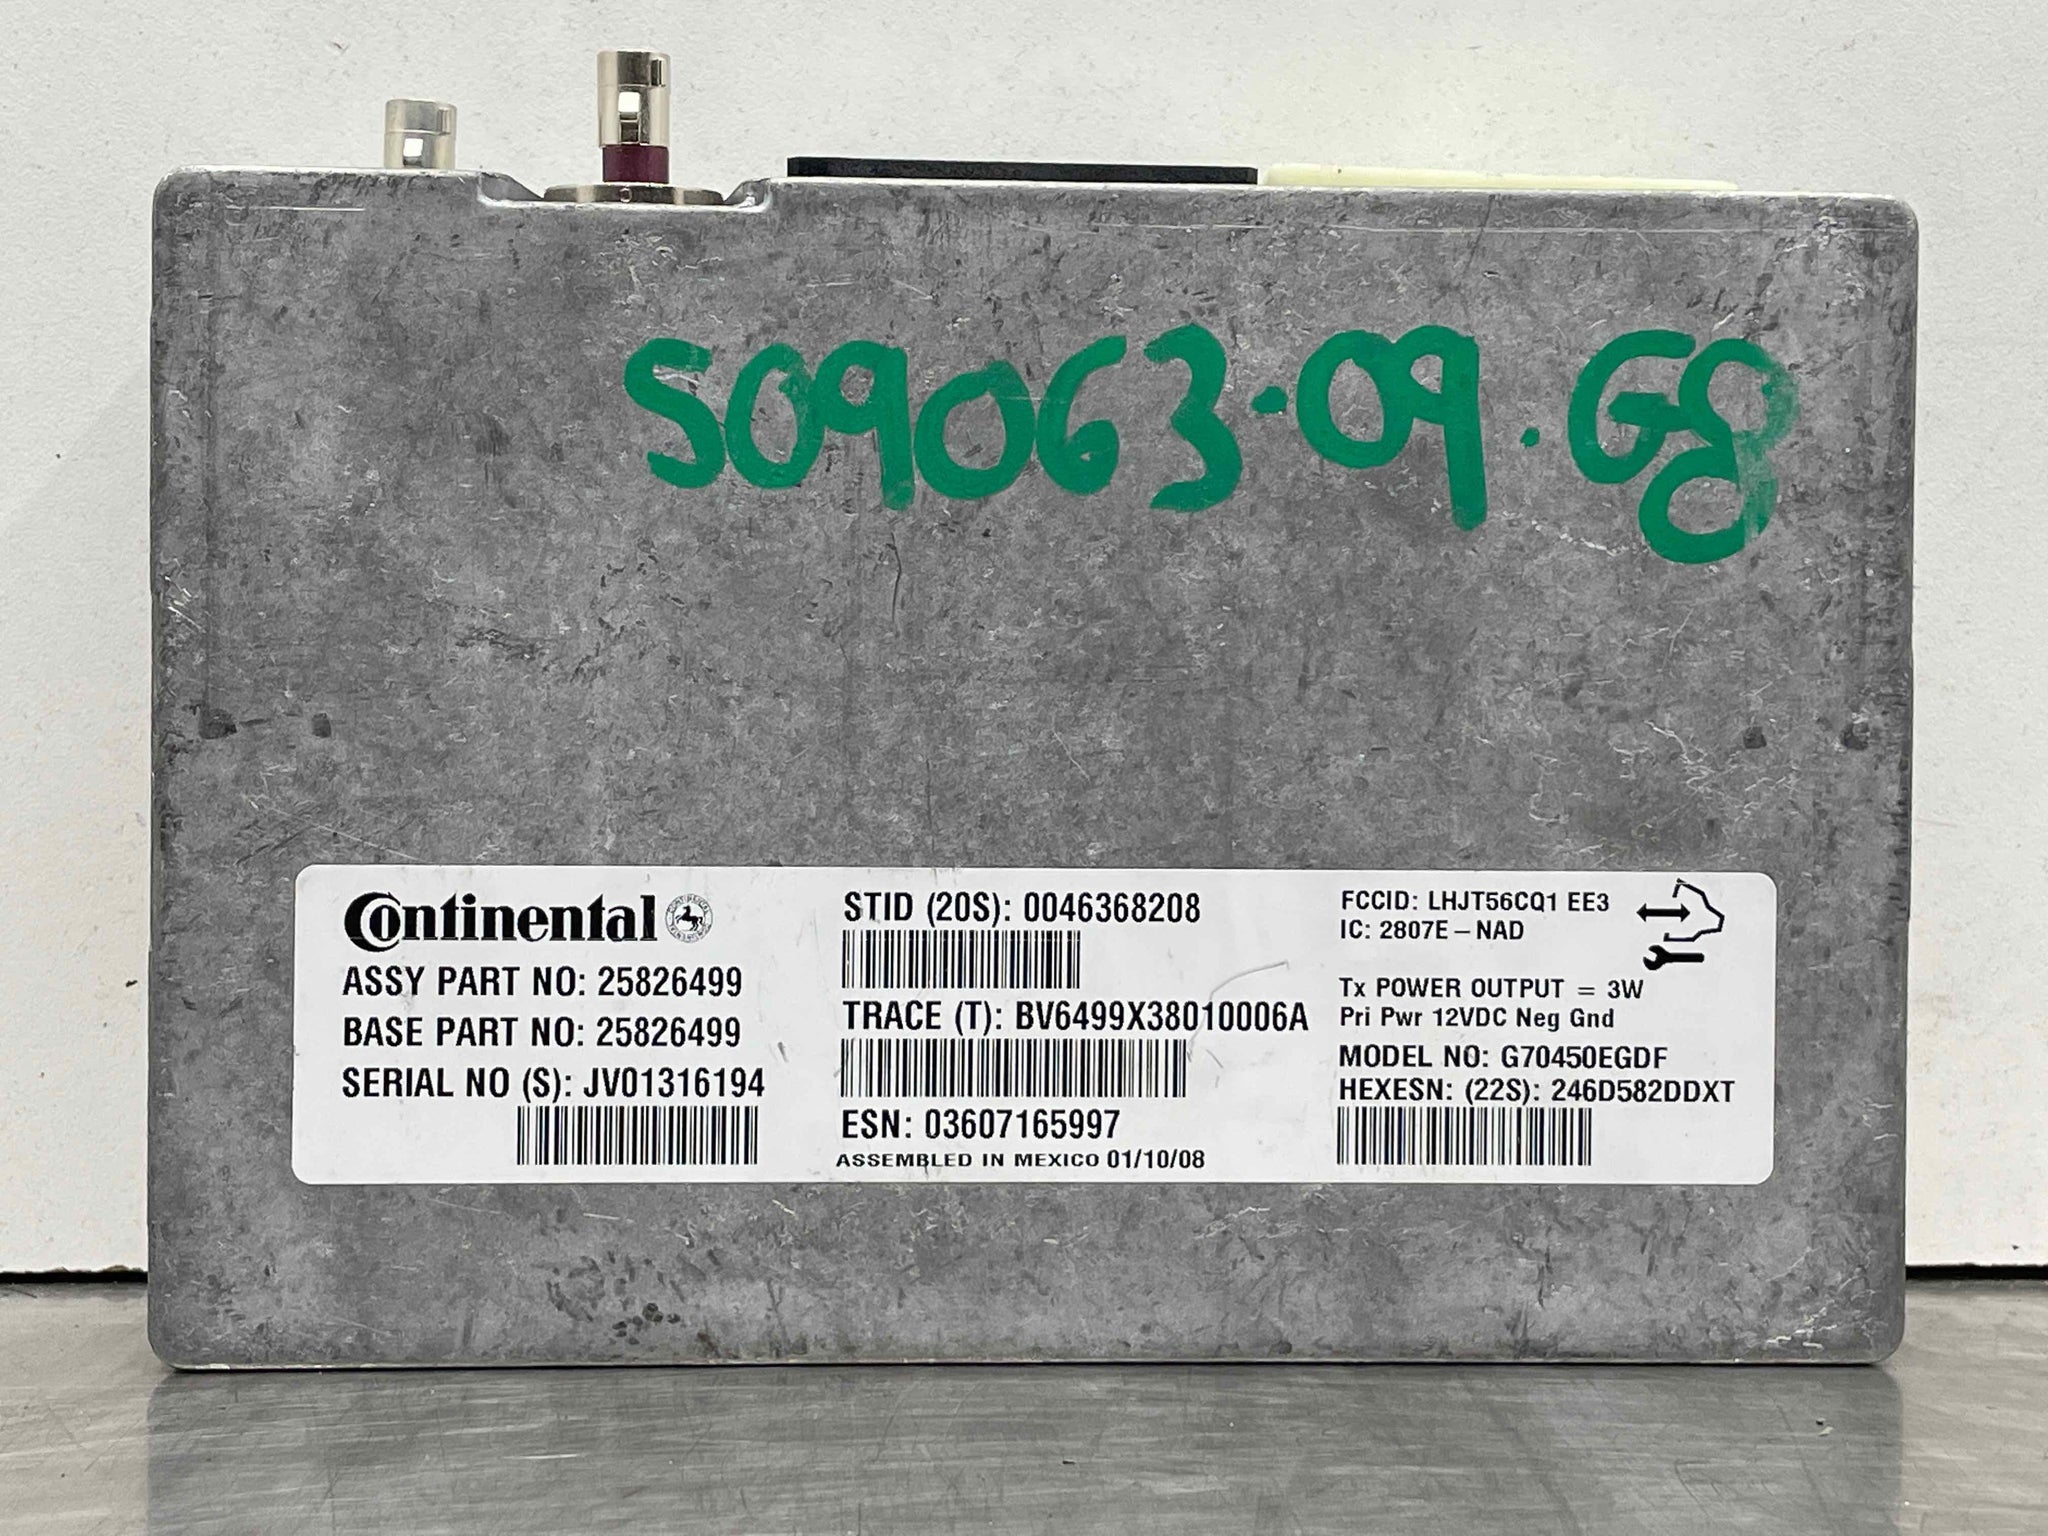 S09063.09.G8
Continental
ASSY PART NO: 25826499
BASE PART NO: 25826499
SERIAL NO (S): JV01316194
STID (20S): 0046368208
TRACE (T): BV6499X38010006A
ESN: 03607165997
ASSEMBLED IN MEXICO 01/10/08
FCCID: LHJT56CQ1 EE3
IC: 2807E – NAD
Tx POWER OUTPUT = 3W
Pri Pwr 12VDC Neg Gnd
MODEL NO: G70450EGDF
HEXESN: (22S): 246D582DDXT